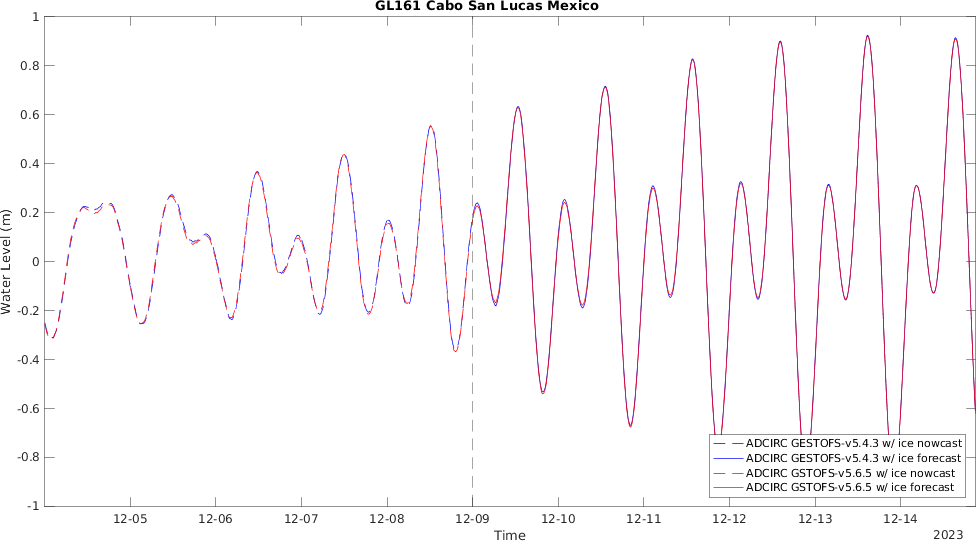 GL161 Cabo San Lucas Mexico
1
0.8
0.6
0.4
0.2
0
-0.2
-0.4
-0.6
-0.8
-1
Water Level (m)
12-05 12-06 12-07 12-08 12-09 12-10 12-11 12-12 12-13 12-14
Time
2023
ADCIRC GESTOFS-v5.4.3 w/ ice nowcast
ADCIRC GESTOFS-v5.4.3 w/ ice forecast
ADCIRC GSTOFS-v5.6.5 w/ ice nowcast
ADCIRC GSTOFS-v5.6.5 w/ ice forecast